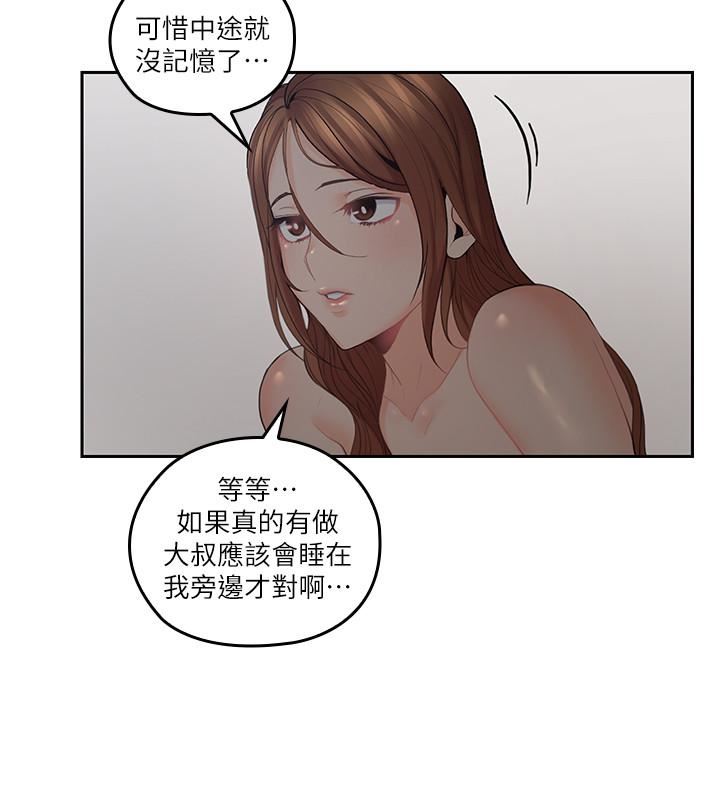 可惜中途就
沒記憶了…
等等…
如果真的有做
大叔應該會睡在
我旁邊才對啊…